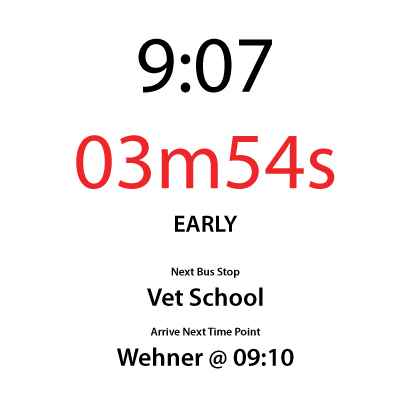 9:07
03m54s
EARLY
Next Bus Stop
Vet School
Arrive Next Time Point
Wehner @ 09:10